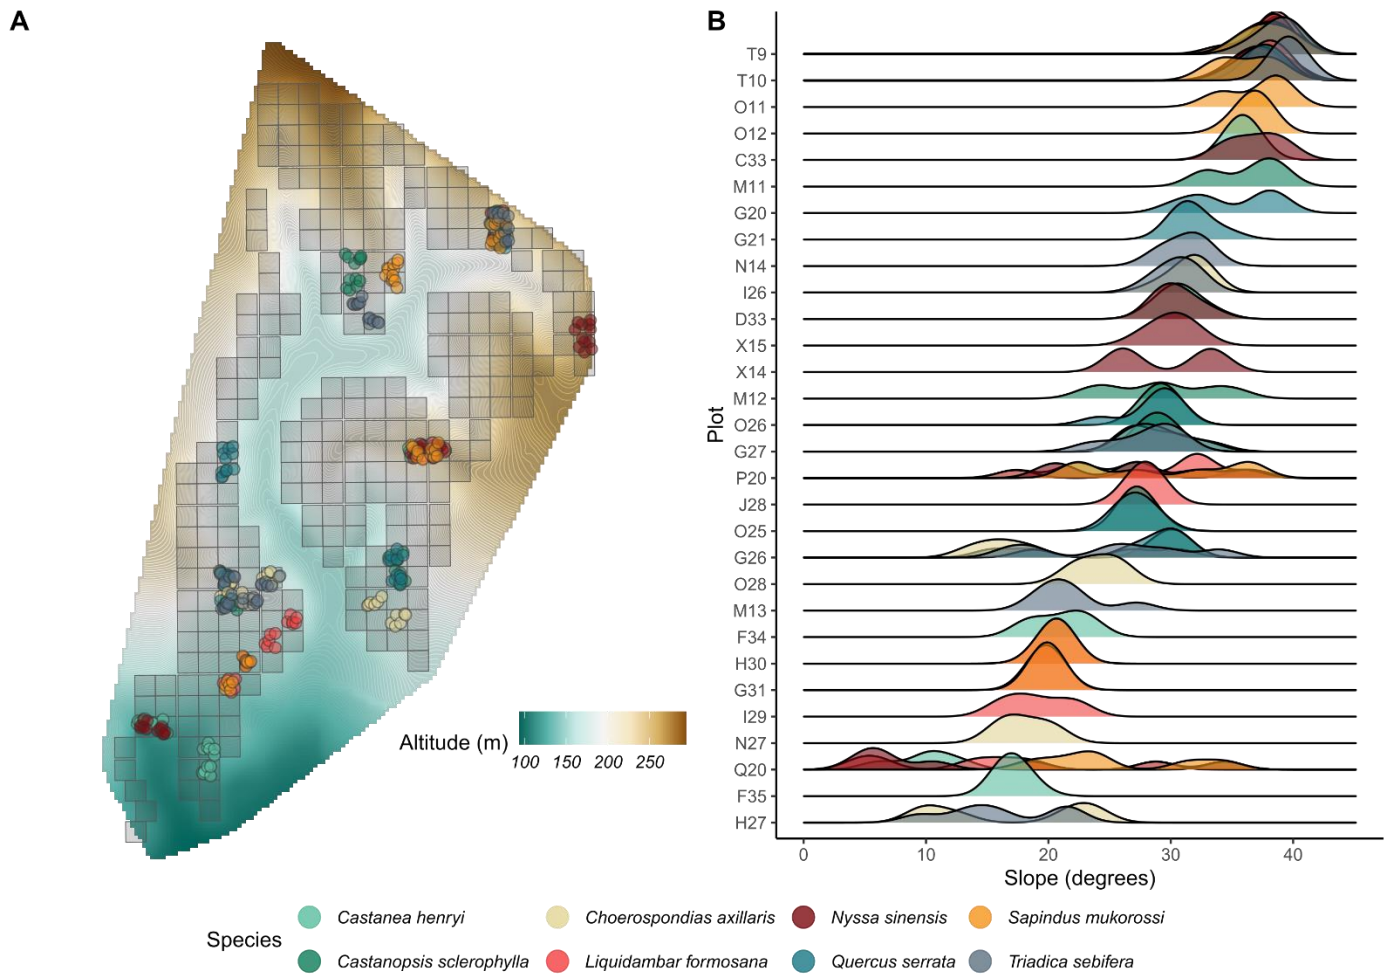 A
B
T9
T10
O11
O12
C33
M11
G20
G21
N14
I26
D33
X15
X14
M12
O26
G27
P20
J28
O25
G26
O28
M13
F34
H30
G31
I29
N27
Q20
F35
H27
Plot
0 10 20 30 40
Slope (degrees)
Altitude (m)
100 150 200 250
Species
Castanea henryi Choerospondias axillaris Nyssa sinensis Sapindus mukorossi
Castanopsis sclerophylla Liquidambar formosana Quercus serrata Triadica sebifera